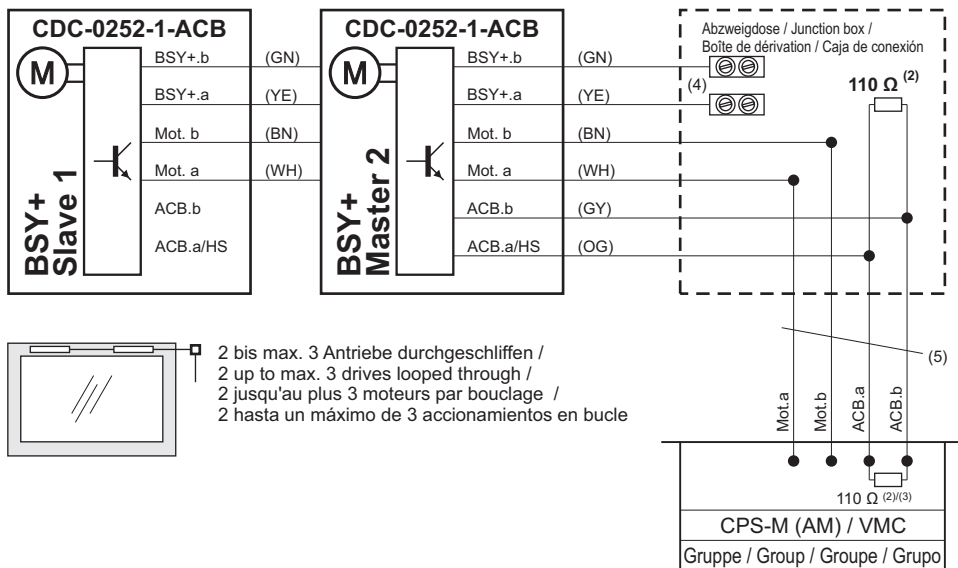 CDC-0252-1-ACB
M
BSY+
Slave 1
BSY+.b (GN)
BSY+.a (YE)
Mot. b (BN)
Mot. a (WH)
ACB.b
ACB.a/HS
CDC-0252-1-ACB
M
BSY+
Master 2
BSY+.b (GN)
BSY+.a (YE)
Mot. b (BN)
Mot. a (WH)
ACB.b (GY)
ACB.a/HS (OG)
Abzweigdose / Junction box /
Boîte de dérivation / Caja de conexión
(4)
110 Ω (2)
(5)
2 bis max. 3 Antriebe durchgeschliffen /
2 up to max. 3 drives looped through /
2 jusqu'au plus 3 moteurs par bouclage /
2 hasta un máximo de 3 accionamientos en bucle
Mot.a
Mot.b
ACB.a
ACB.b
110 Ω (2)/(3)
CPS-M (AM) / VMC
Gruppe / Group / Groupe / Grupo